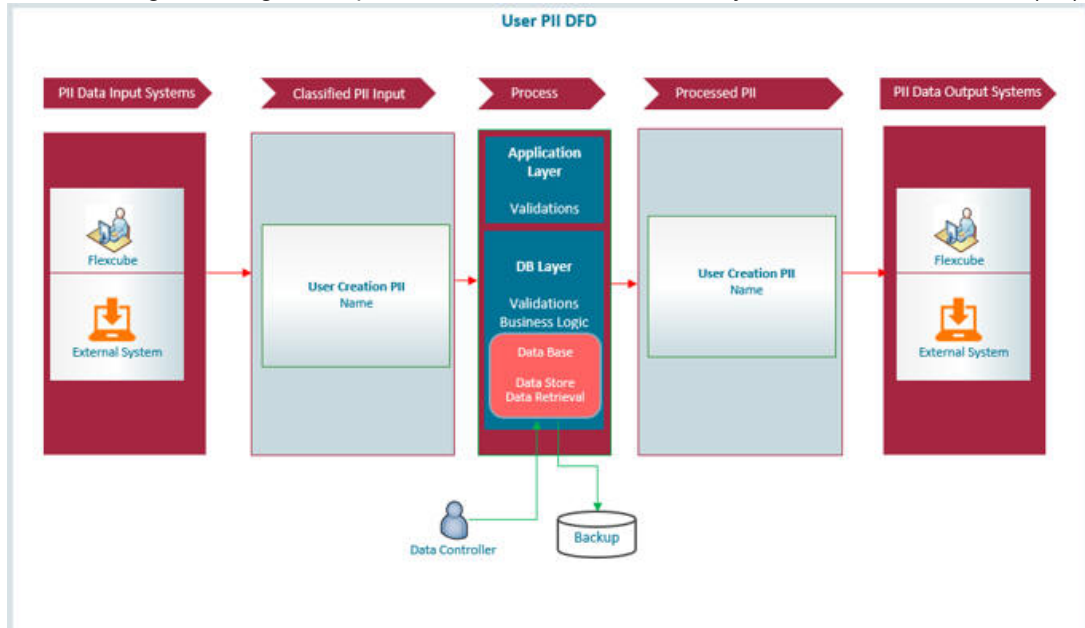 User PII DFD
PII Data Input Systems
Classified PII Input
Process
Processed PII
PII Data Output Systems
Flexcube
External System
User Creation PII
Name
Application
Layer
Validations
DB Layer
Validations
Business Logic
Data Base
Data Store
Data Retrieval
User Creation PII
Name
Flexcube
External System
Data Controller
Backup